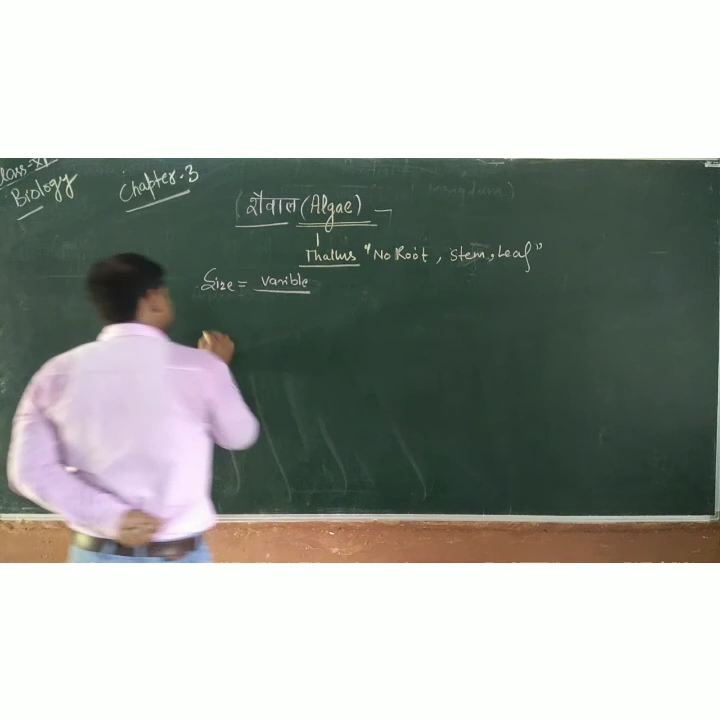 Class-XI
Biology
Chapter-3
(शैवाल (Algae) –
Thallus "No Root, Stem, Leaf"
Size = varible